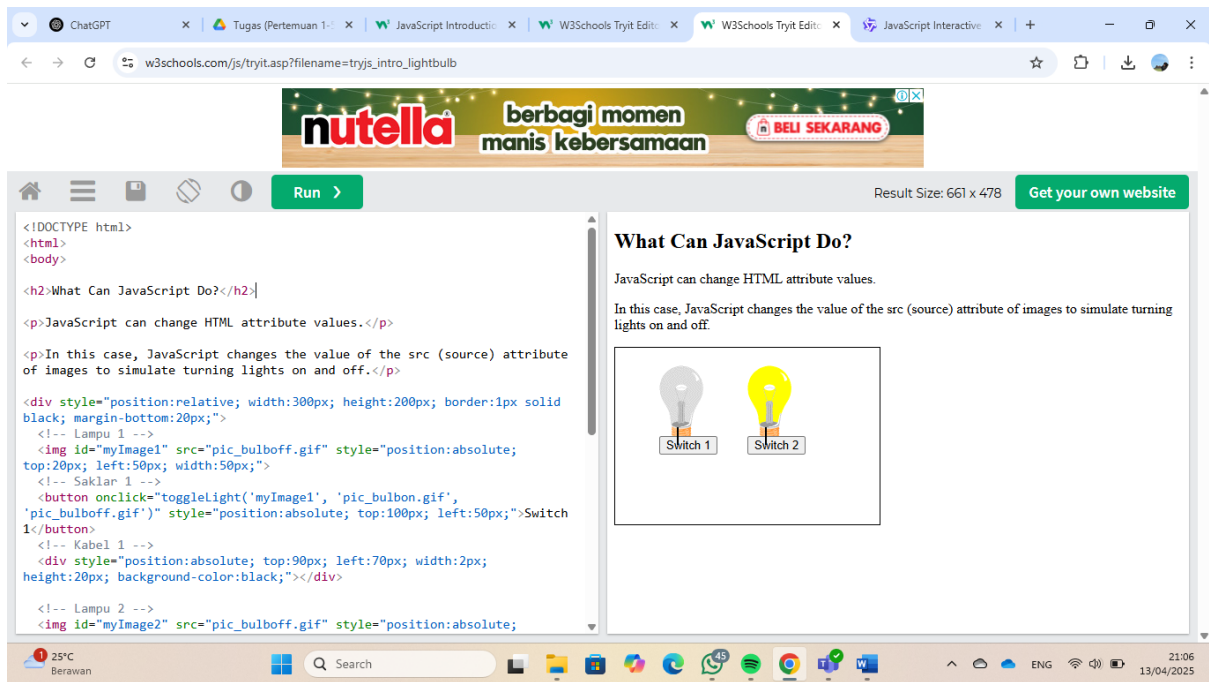 ChatGPT
Tugas (Pertemuan 1-
JavaScript Introductio
W3Schools Tryit Edito
W3Schools Tryit Edito
JavaScript Interactive
w3schools.com/js/tryit.asp?filename=tryjs_intro_lightbulb
nutella
berbagi momen
manis kebersamaan
BELI SEKARANG
Run ❯
Result Size: 661 x 478
Get your own website
<!DOCTYPE html>
<html>
<body>
<h2>What Can JavaScript Do?</h2>
<p>JavaScript can change HTML attribute values.</p>
<p>In this case, JavaScript changes the value of the src (source) attribute
of images to simulate turning lights on and off.</p>
<div style="position:relative; width:300px; height:200px; border:1px solid
black; margin-bottom:20px;">
<!-- Lampu 1 -->
<img id="myImage1" src="pic_bulboff.gif" style="position:absolute;
top:20px; left:50px; width:50px;">
<!-- Saklar 1 -->
<button onclick="toggleLight('myImage1', 'pic_bulbon.gif',
'pic_bulboff.gif')" style="position:absolute; top:100px; left:50px;">Switch
1</button>
<!-- Kabel 1 -->
<div style="position:absolute; top:90px; left:70px; width:2px;
height:20px; background-color:black;"></div>
<!-- Lampu 2 -->
<img id="myImage2" src="pic_bulboff.gif" style="position:absolute;
What Can JavaScript Do?
JavaScript can change HTML attribute values.
In this case, JavaScript changes the value of the src (source) attribute of images to simulate turning
lights on and off.
Switch 1
Switch 2
1
25°C
Berawan
Search
45
ENG
21:06
13/04/2025